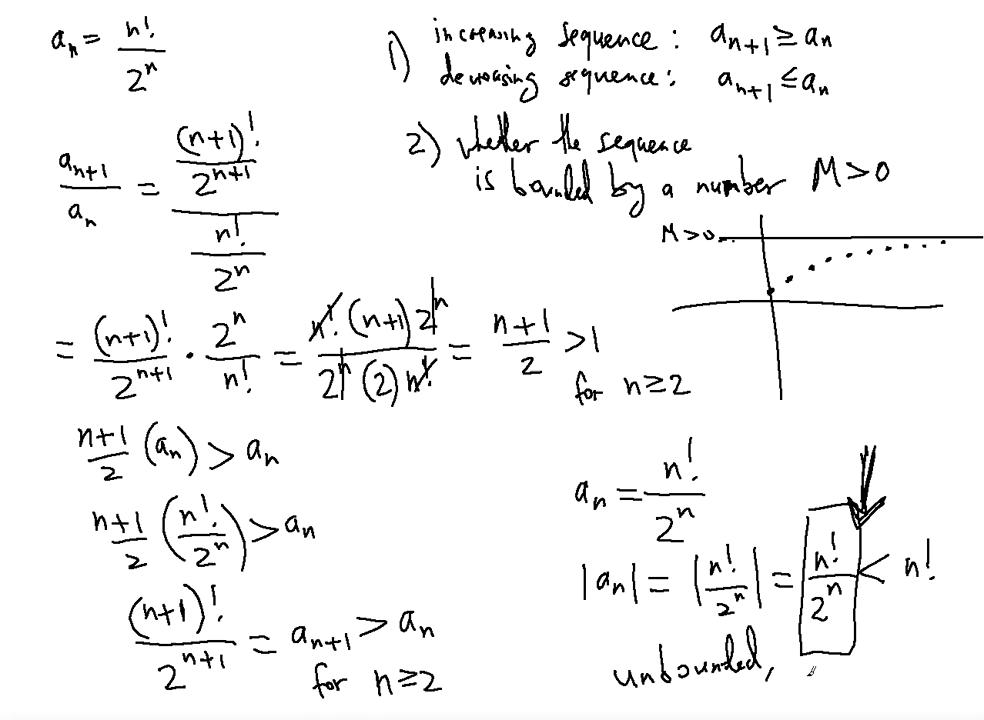 a_n = n!/2^n
a_{n+1}/a_n = ((n+1)!/2^{n+1})/(n!/2^n)
= (n+1)!/2^{n+1} · 2^n/n! = n!(n+1)2^n/2^n(2)n! = n+1/2 > 1
for n ≥ 2
n+1/2 (a_n) > a_n
n+1/2 (n!/2^n) > a_n
(n+1)!/2^{n+1} = a_{n+1} > a_n
for n ≥ 2
1) increasing sequence: a_{n+1} ≥ a_n
decreasing sequence: a_{n+1} ≤ a_n
2) whether the sequence
is bounded by a number M > 0
M > 0
a_n = n!/2^n
|a_n| = |n!/2^n| = n!/2^n < n!
unbounded,